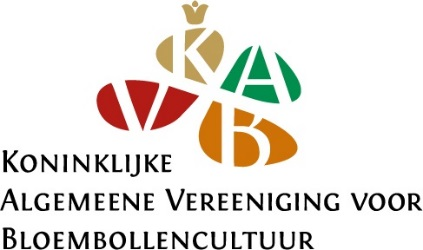 K A
V B
KONINKLIJKE
ALGEMEENE VEREENIGING VOOR
BLOEMBOLLENCULTUUR